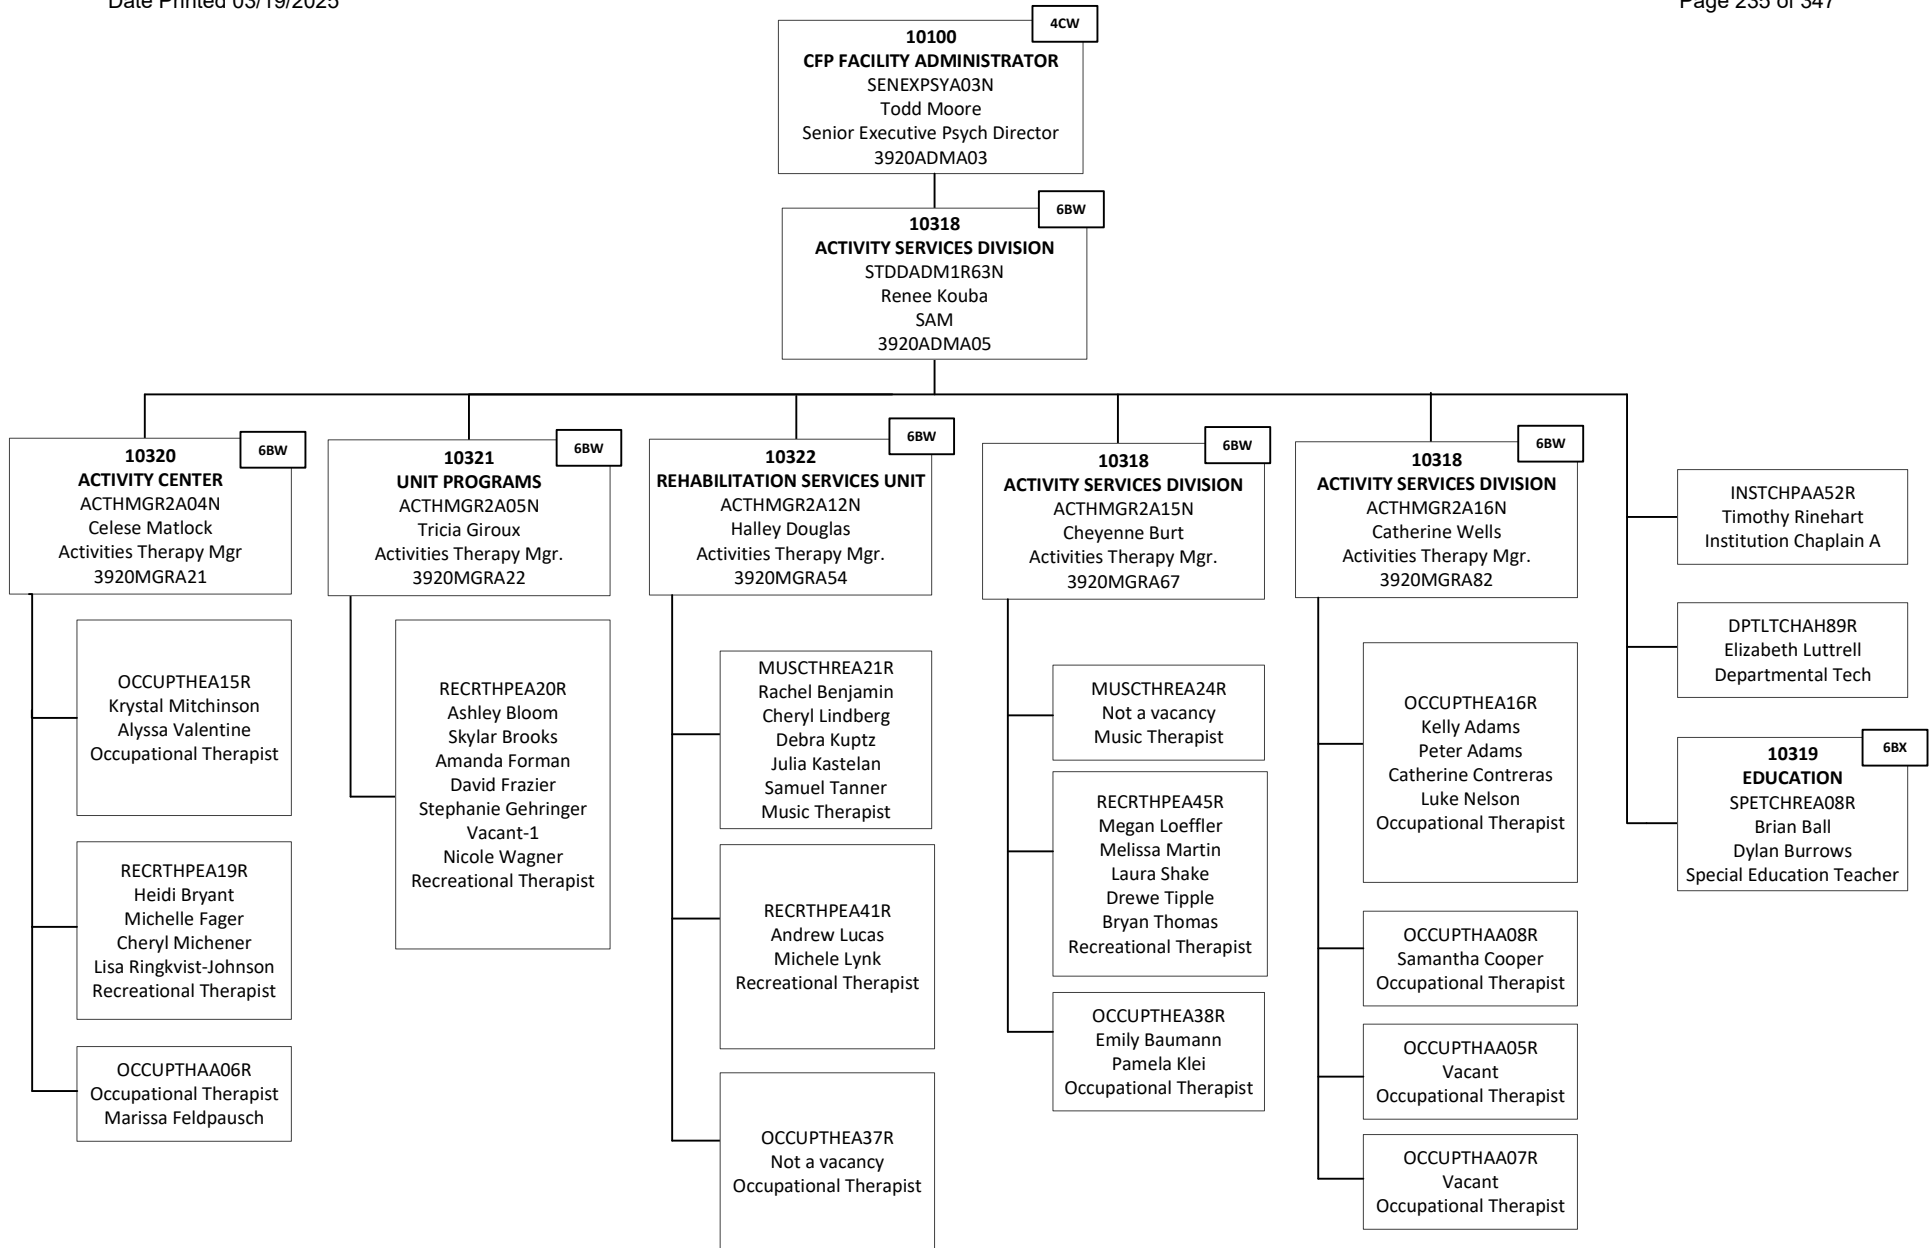 Date Printed 03/19/2025
Page 235 of 347
4CW
10100
CFP FACILITY ADMINISTRATOR
SENEXPSYA03N
Todd Moore
Senior Executive Psych Director
3920ADMA03
6BW
10318
ACTIVITY SERVICES DIVISION
STDDADM1R63N
Renee Kouba
SAM
3920ADMA05
6BW
10320
ACTIVITY CENTER
ACTHMGR2A04N
Celese Matlock
Activities Therapy Mgr
3920MGRA21
OCCUPTHEA15R
Krystal Mitchinson
Alyssa Valentine
Occupational Therapist
RECRTHPEA19R
Heidi Bryant
Michelle Fager
Cheryl Michener
Lisa Ringkvist-Johnson
Recreational Therapist
OCCUPTHAA06R
Occupational Therapist
Marissa Feldpausch
6BW
10321
UNIT PROGRAMS
ACTHMGR2A05N
Tricia Giroux
Activities Therapy Mgr.
3920MGRA22
RECRTHPEA20R
Ashley Bloom
Skylar Brooks
Amanda Forman
David Frazier
Stephanie Gehringer
Vacant-1
Nicole Wagner
Recreational Therapist
6BW
10322
REHABILITATION SERVICES UNIT
ACTHMGR2A12N
Halley Douglas
Activities Therapy Mgr.
3920MGRA54
MUSCTHREA21R
Rachel Benjamin
Cheryl Lindberg
Debra Kuptz
Julia Kastelan
Samuel Tanner
Music Therapist
RECRTHPEA41R
Andrew Lucas
Michele Lynk
Recreational Therapist
OCCUPTHEA37R
Not a vacancy
Occupational Therapist
6BW
10318
ACTIVITY SERVICES DIVISION
ACTHMGR2A15N
Cheyenne Burt
Activities Therapy Mgr.
3920MGRA67
MUSCTHREA24R
Not a vacancy
Music Therapist
RECRTHPEA45R
Megan Loeffler
Melissa Martin
Laura Shake
Drewe Tipple
Bryan Thomas
Recreational Therapist
OCCUPTHEA38R
Emily Baumann
Pamela Klei
Occupational Therapist
6BW
10318
ACTIVITY SERVICES DIVISION
ACTHMGR2A16N
Catherine Wells
Activities Therapy Mgr.
3920MGRA82
OCCUPTHEA16R
Kelly Adams
Peter Adams
Catherine Contreras
Luke Nelson
Occupational Therapist
OCCUPTHAA08R
Samantha Cooper
Occupational Therapist
OCCUPTHAA05R
Vacant
Occupational Therapist
OCCUPTHAA07R
Vacant
Occupational Therapist
INSTCHPAA52R
Timothy Rinehart
Institution Chaplain A
DPTLTCHAH89R
Elizabeth Luttrell
Departmental Tech
6BX
10319
EDUCATION
SPETCHREA08R
Brian Ball
Dylan Burrows
Special Education Teacher